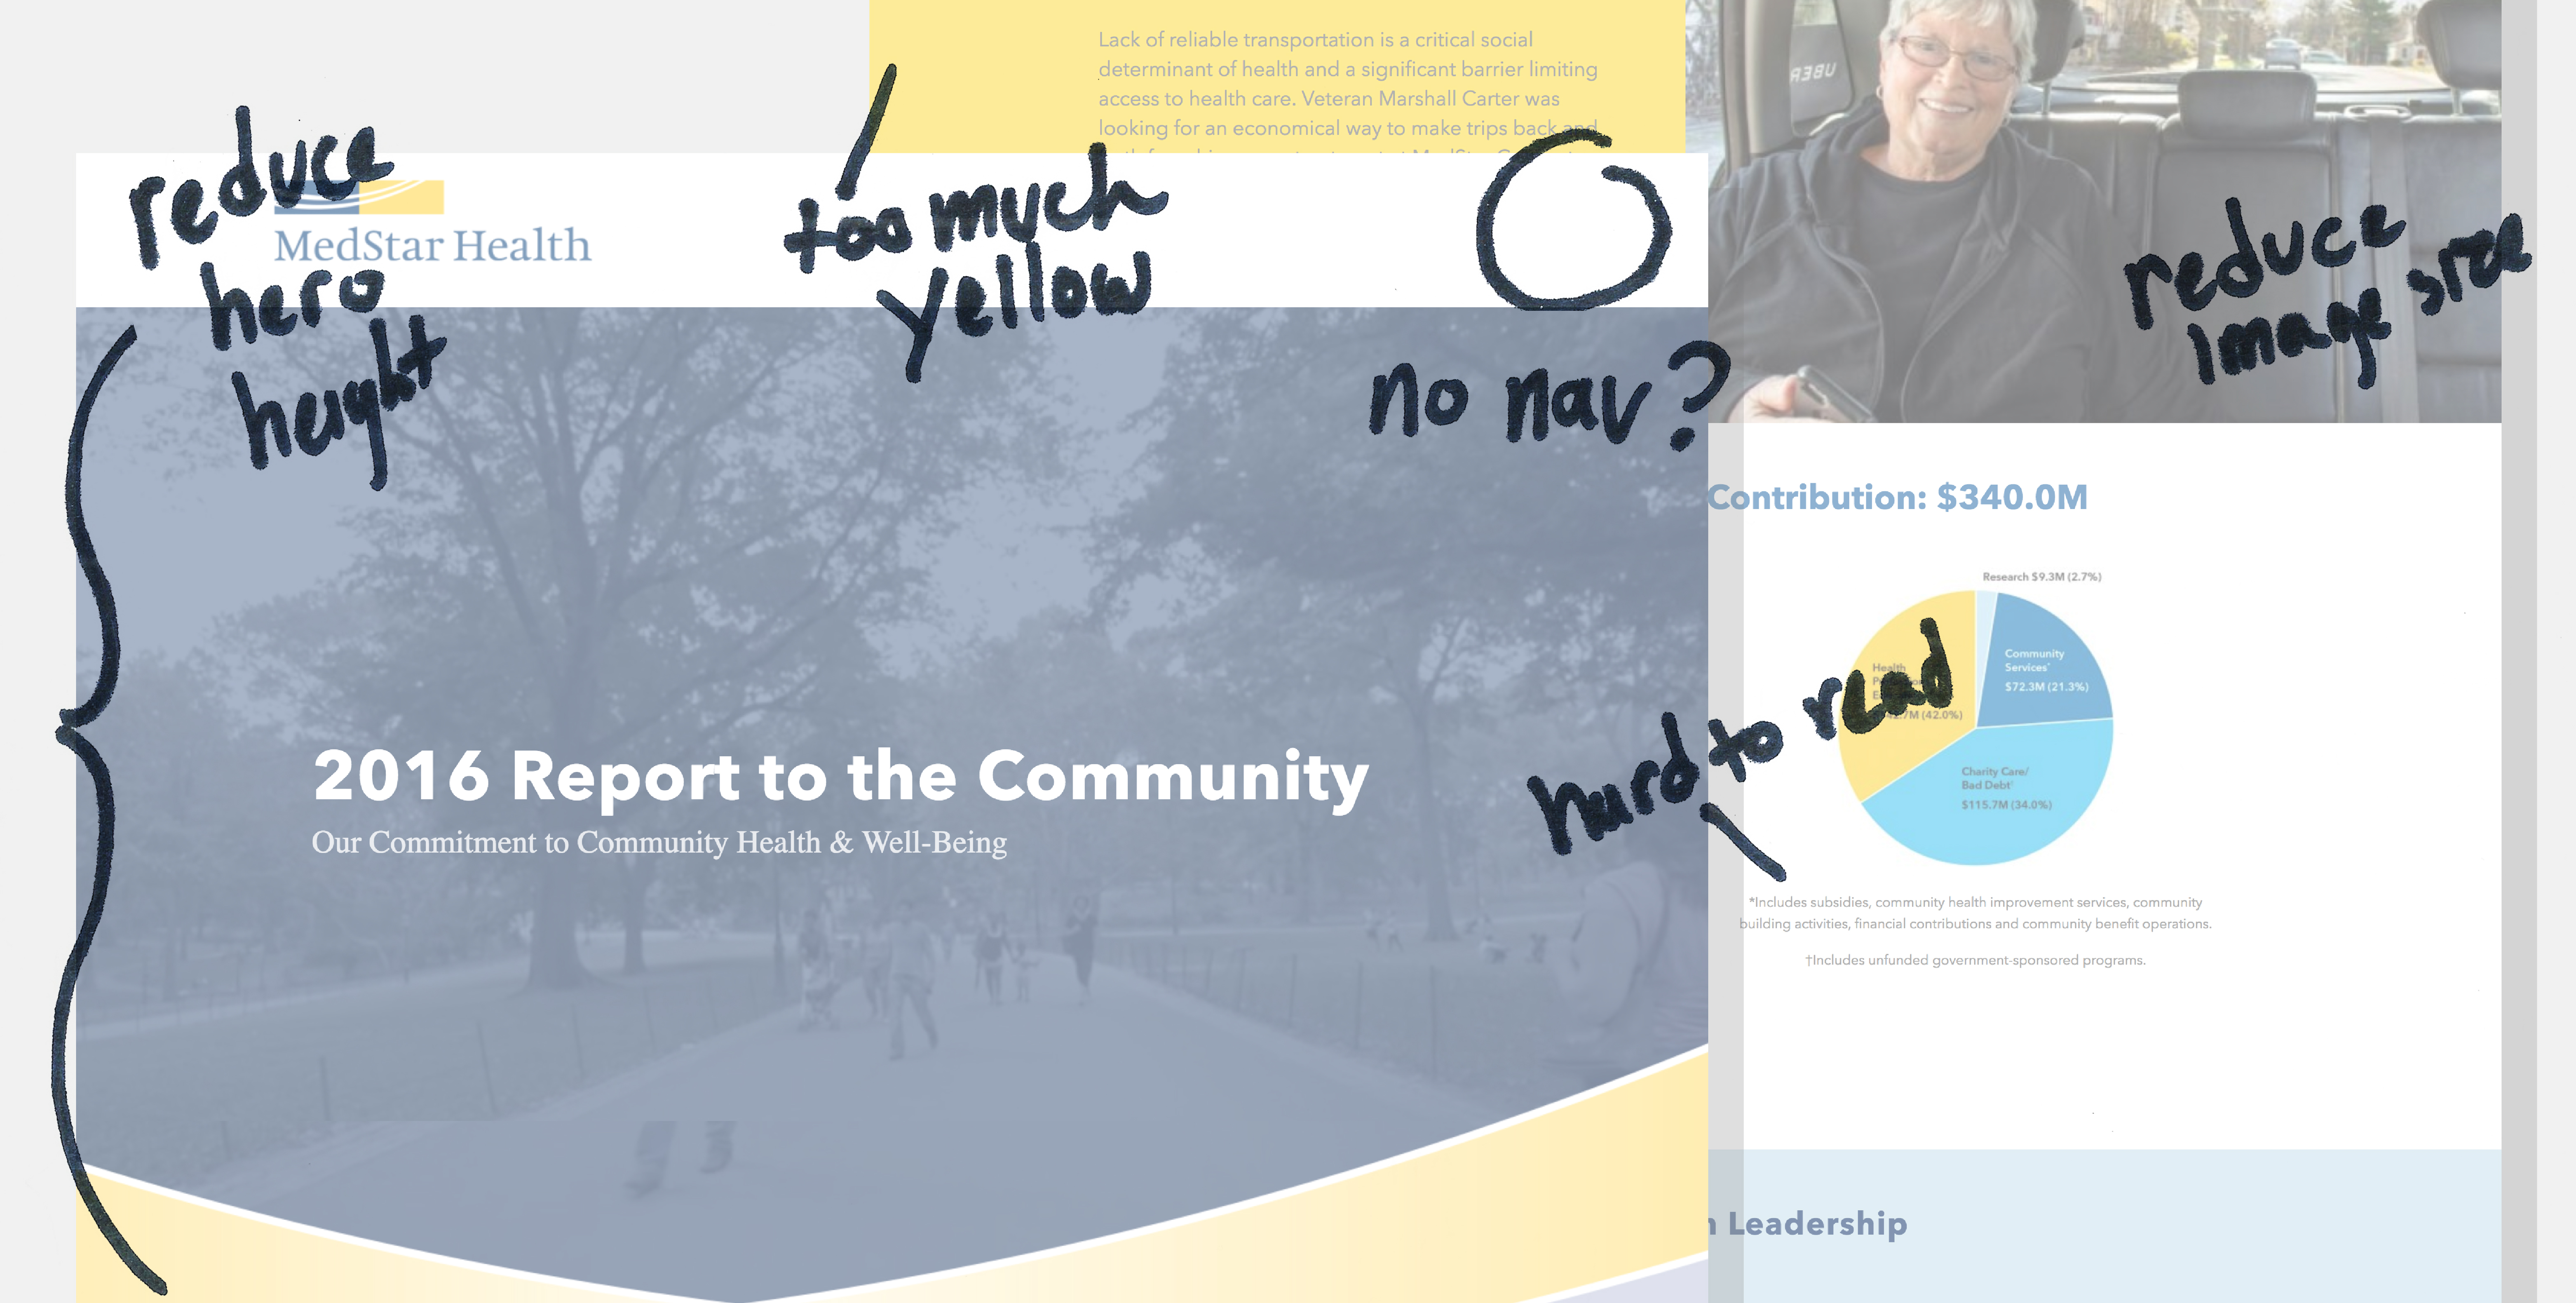 Lack of reliable transportation is a critical social
determinant of health and a significant barrier limiting
access to health care. Veteran Marshall Carter was
looking for an economical way to make trips back and
UBER
reduce
hero
height
MedStar Health
too much
yellow
no nav?
reduce
image size
2016 Report to the Community
Our Commitment to Community Health & Well-Being
Contribution: $340.0M
Research $9.3M (2.7%)
Community
Services*
$72.3M (21.3%)
Health
(42.0%)
Charity Care/
Bad Debt†
$115.7M (34.0%)
hard to read
*Includes subsidies, community health improvement services, community
building activities, financial contributions and community benefit operations.
†Includes unfunded government-sponsored programs.
Leadership